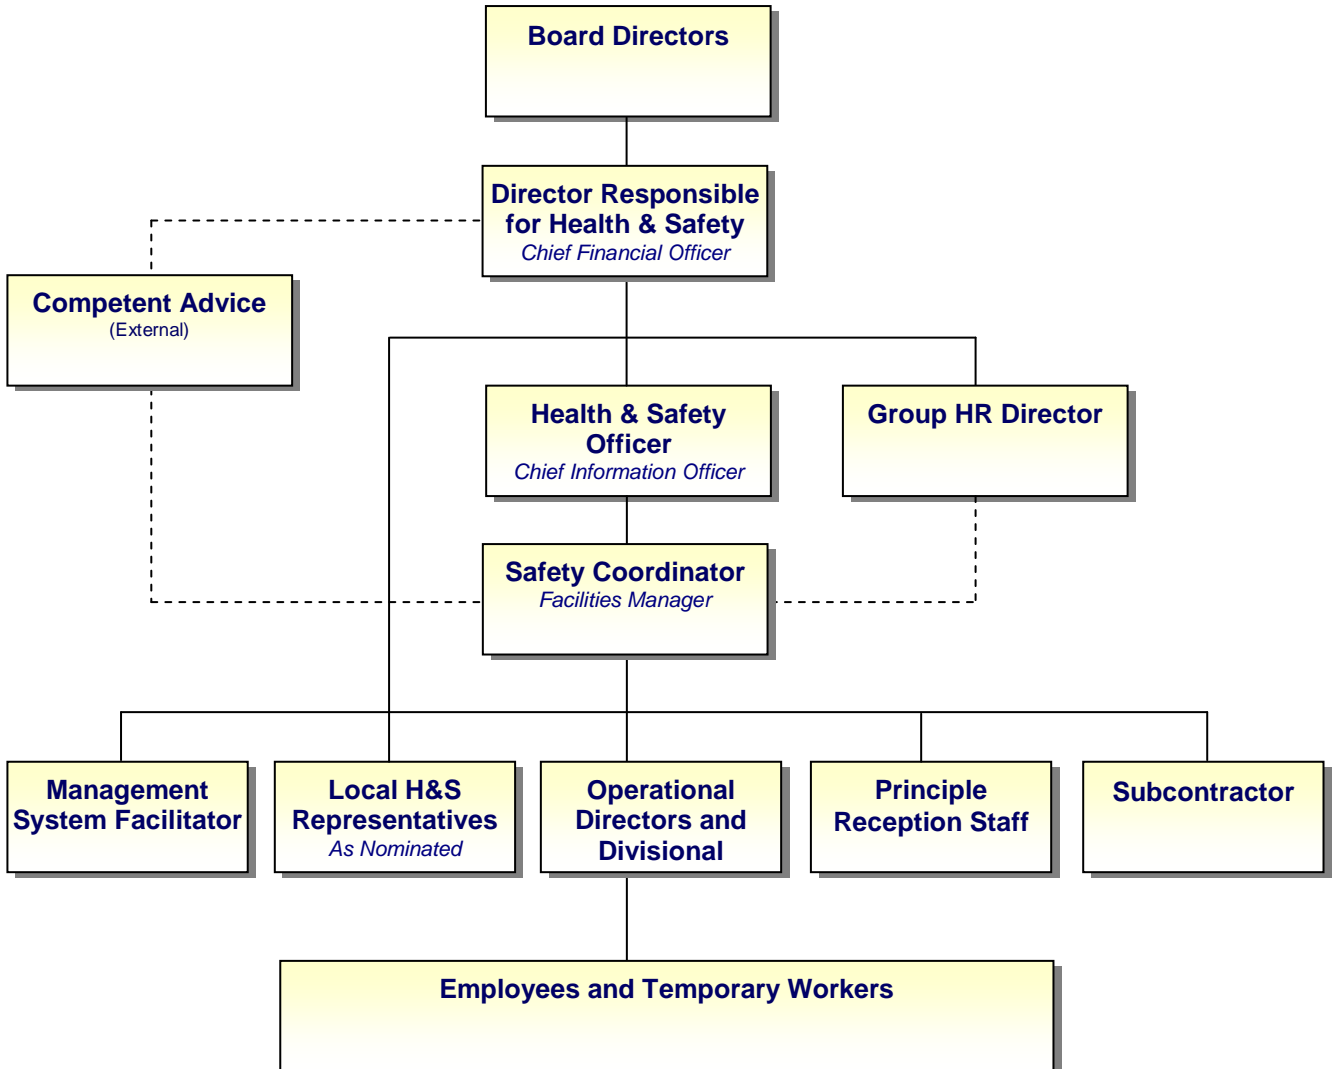 Board Directors
Director Responsible
for Health & Safety
Chief Financial Officer
Competent Advice
(External)
Health & Safety
Officer
Chief Information Officer
Group HR Director
Safety Coordinator
Facilities Manager
Management
System Facilitator
Local H&S
Representatives
As Nominated
Operational
Directors and
Divisional
Principle
Reception Staff
Subcontractor
Employees and Temporary Workers